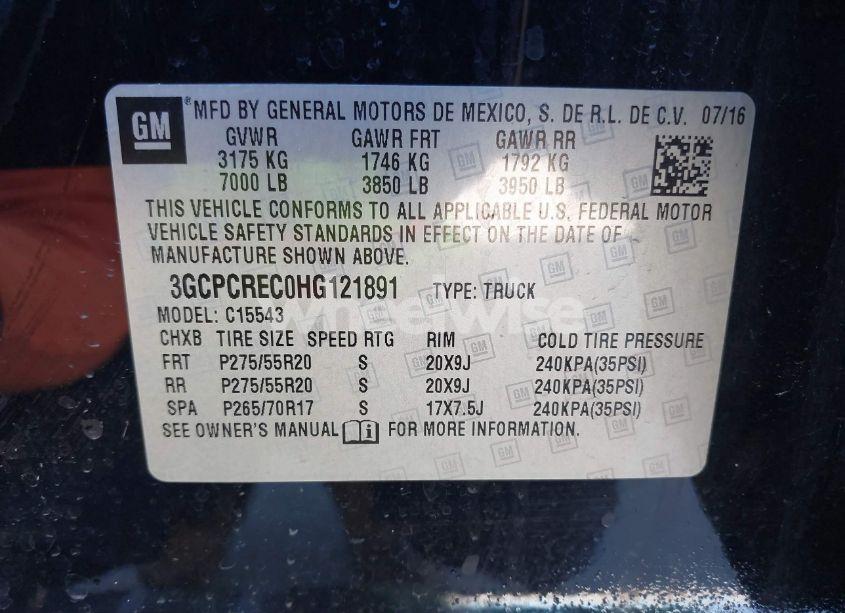 GM ® MFD BY GENERAL MOTORS DE MEXICO, S. DE R.L. DE C.V. 07/16
GVWR GAWR FRT GAWR RR
3175 KG 1746 KG 1792 KG
7000 LB 3850 LB 3950 LB
THIS VEHICLE CONFORMS TO ALL APPLICABLE U.S. FEDERAL MOTOR
VEHICLE SAFETY STANDARDS IN EFFECT ON THE DATE OF
MANUFACTURE SHOWN ABOVE.
3GCPCREC0HG121891 TYPE: TRUCK
MODEL: C15543
wheelwise
CHXB TIRE SIZE SPEED RTG RIM COLD TIRE PRESSURE
FRT P275/55R20 S 20X9J 240KPA(35PSI)
RR P275/55R20 S 20X9J 240KPA(35PSI)
SPA P265/70R17 S 17X7.5J 240KPA(35PSI)
SEE OWNER'S MANUAL FOR MORE INFORMATION.